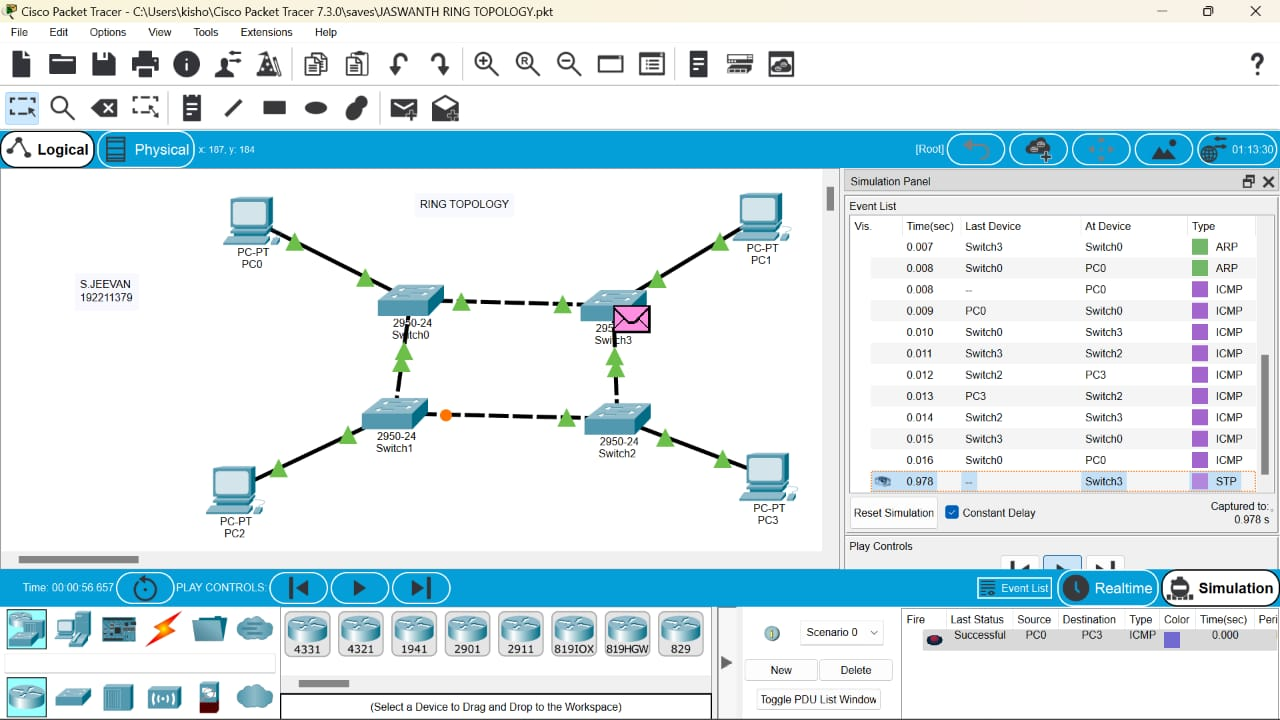 Cisco Packet Tracer - C:\Users\kisho\Cisco Packet Tracer 7.3.0\saves\JASWANTH RING TOPOLOGY.pkt
File Edit Options View Tools Extensions Help
Logical Physical x: 187, y: 184 [Root] 01:13:30
RING TOPOLOGY
S.JEEVAN
192211379
PC-PT
PC0
PC-PT
PC1
2950-24
Switch0
295
Switch3
2950-24
Switch1
2950-24
Switch2
PC-PT
PC2
PC-PT
PC3
Simulation Panel
Event List
Vis. Time(sec) Last Device At Device Type
0.007 Switch3 Switch0 ARP
0.008 Switch0 PC0 ARP
0.008 -- PC0 ICMP
0.009 PC0 Switch0 ICMP
0.010 Switch0 Switch3 ICMP
0.011 Switch3 Switch2 ICMP
0.012 Switch2 PC3 ICMP
0.013 PC3 Switch2 ICMP
0.014 Switch2 Switch3 ICMP
0.015 Switch3 Switch0 ICMP
0.016 Switch0 PC0 ICMP
0.978 -- Switch3 STP
Reset Simulation Constant Delay Captured to:
0.978 s
Play Controls
Time: 00:00:56.657 PLAY CONTROLS: Event List Realtime Simulation
4331 4321 1941 2901 2911 819IOX 819HGW 829
(Select a Device to Drag and Drop to the Workspace)
Scenario 0
New Delete
Toggle PDU List Window
Fire Last Status Source Destination Type Color Time(sec) Peri
Successful PC0 PC3 ICMP 0.000